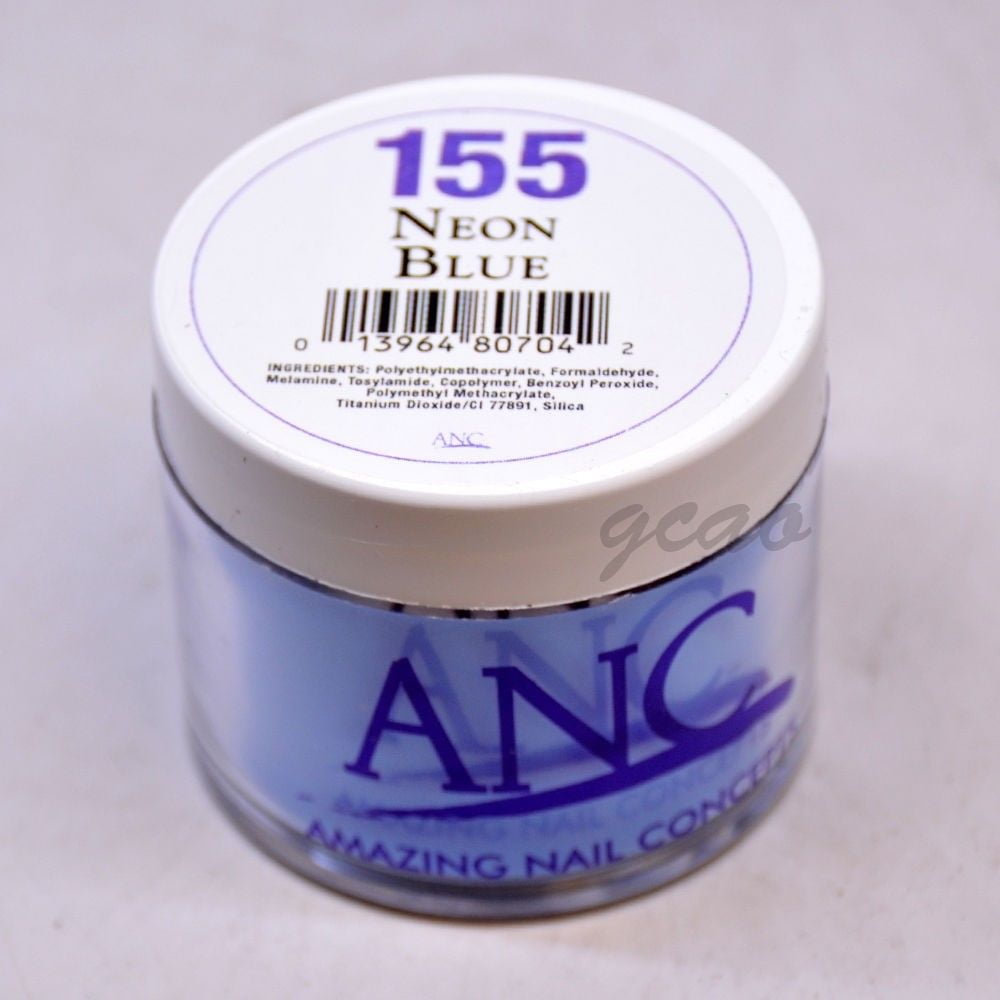 155
NEON
BLUE
0 13964 80704 2
INGREDIENTS: Polyethylmethacrylate, Formaldehyde,
Melamine, Tosylamide, Copolymer, Benzoyl Peroxide,
Polymethyl Methacrylate,
Titanium Dioxide/CI 77891, Silica
ANC
gcao
ANC
AMAZING NAIL CONCEPTS